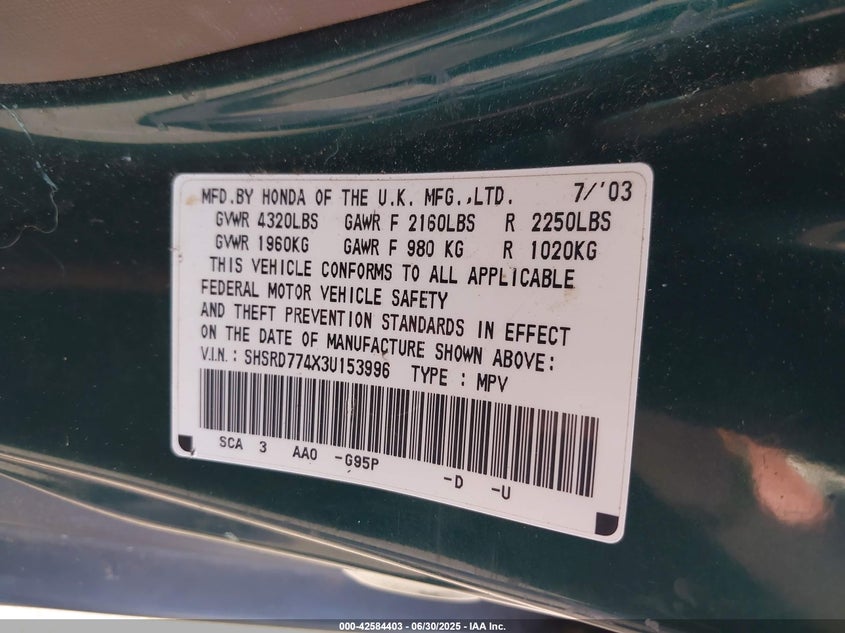 MFD.BY HONDA OF THE U.K. MFG.,LTD. 7/'03
GVWR 4320LBS GAWR F 2160LBS R 2250LBS
GVWR 1960KG GAWR F 980 KG R 1020KG
THIS VEHICLE CONFORMS TO ALL APPLICABLE
FEDERAL MOTOR VEHICLE SAFETY
AND THEFT PREVENTION STANDARDS IN EFFECT
ON THE DATE OF MANUFACTURE SHOWN ABOVE:
V.I.N.: SHSRD774X3U153996 TYPE : MPV
SCA 3 AAO -G95P -D -U
000-42584403 - 06/30/2025 - IAA Inc.